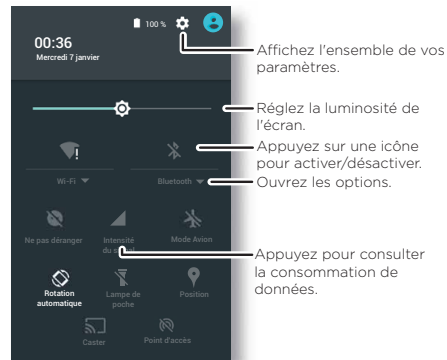 100 %
00:36
Mercredi 7 janvier
Affichez l'ensemble de vos
paramètres.
Réglez la luminosité de
l'écran.
Appuyez sur une icône
pour activer/désactiver.
Wi-Fi
Bluetooth
Ouvrez les options.
Ne pas déranger
Intensité
du signal
Mode Avion
Appuyez pour consulter
la consommation de
données.
Rotation
automatique
Lampe de
poche
Position
Caster
Point d'accès